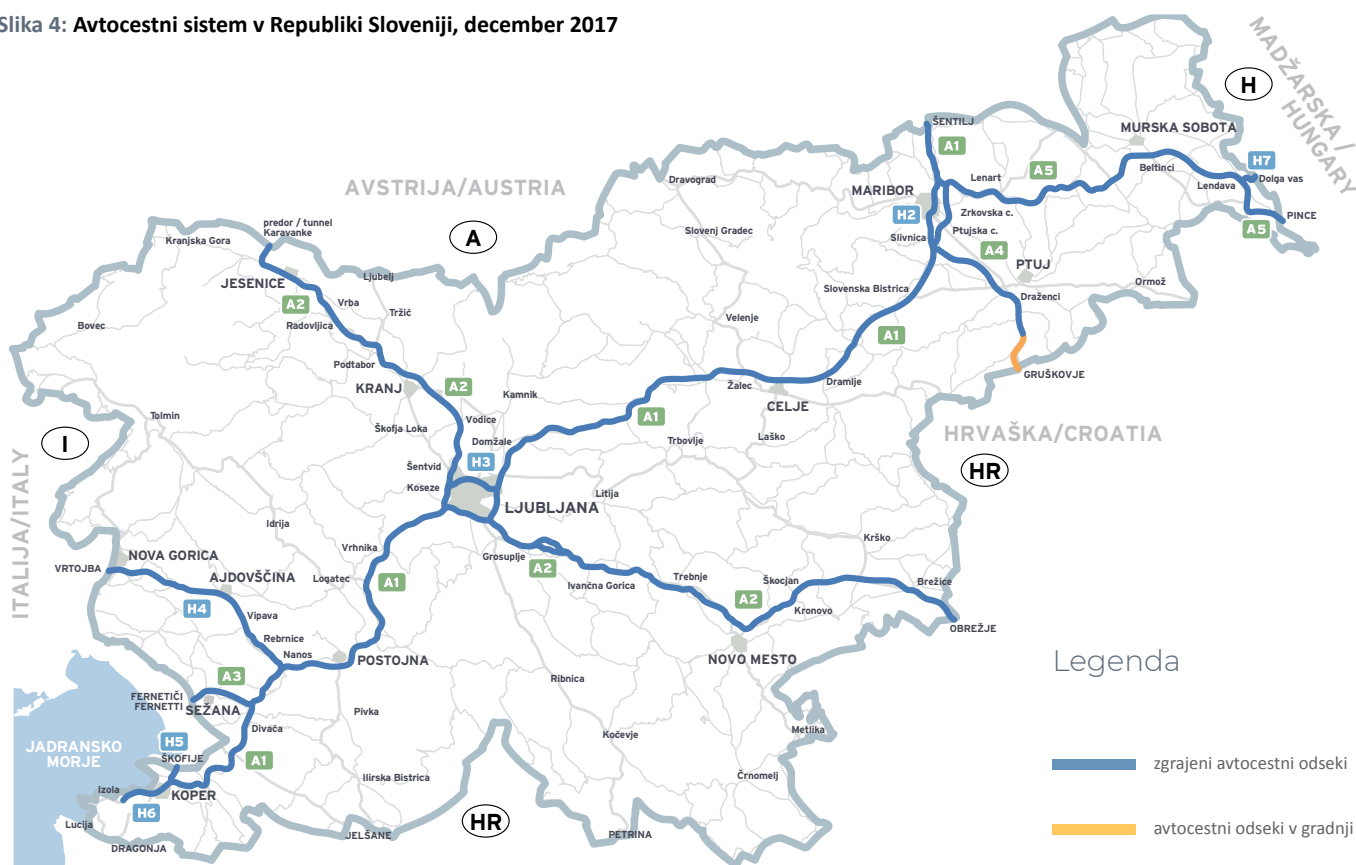 Slika 4: Avtocestni sistem v Republiki Sloveniji, december 2017
MADŽARSKA /
HUNGARY
H
ŠENTILJ
MURSKA SOBOTA
A1
A5
H7
AVSTRIJA/AUSTRIA
Dravograd
MARIBOR
Lenart
Beltinci
Lendava
Dolga vas
H2
Zrkovska c.
PINCE
predor / tunnel
Karavanke
Kranjska Gora
A
Slovenj Gradec
Slivnica
Ptujska c.
A4
A5
PTUJ
JESENICE
Ljubelj
Slovenska Bistrica
Draženci
Ormož
A2
Vrba
Tržič
Radovljica
Velenje
Bovec
A1
Podtabor
KRANJ
A2
Kamnik
Žalec
Dramlje
GRUŠKOVJE
CELJE
Tolmin
Škofja Loka
Vodice
Domžale
A1
Trbovlje
Laško
HRVAŠKA/CROATIA
I
ITALIJA/ITALY
Šentvid
H3
HR
Koseze
Litija
LJUBLJANA
Idrija
Vrhnika
Krško
NOVA GORICA
VRTOJBA
AJDOVŠČINA
Logatec
A1
Grosuplje
A2
Ivančna Gorica
Trebnje
Škocjan
Brežice
H4
A2
Kronovo
Vipava
OBREŽJE
Rebrnice
Nanos
POSTOJNA
NOVO MESTO
Legenda
A3
Ribnica
FERNETIČI
FERNETTI
SEŽANA
Pivka
Divača
Kočevje
Metlika
JADRANSKO
MORJE
H5
ŠKOFIJE
A1
zgrajeni avtocestni odseki
Ilirska Bistrica
Črnomelj
Izola
KOPER
H6
HR
Lucija
JELŠANE
PETRINA
avtocestni odseki v gradnji
DRAGONJA